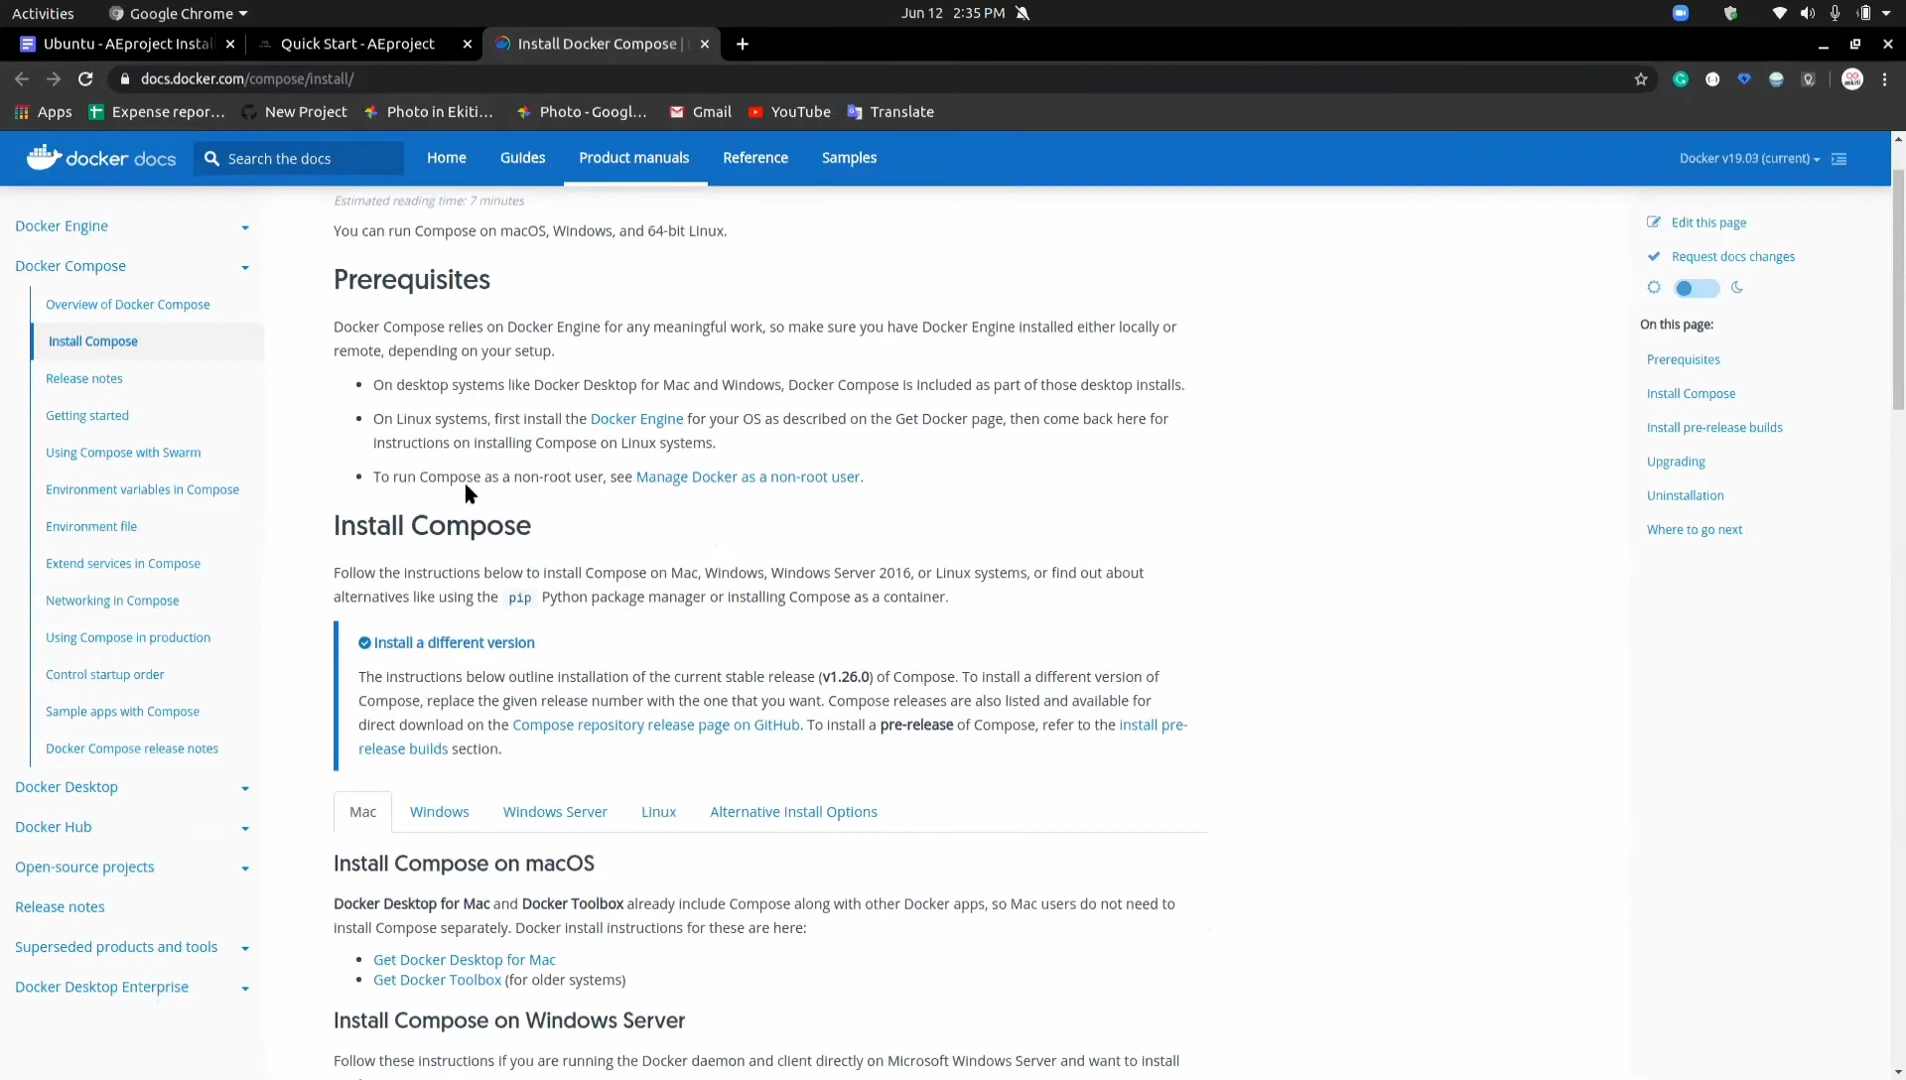 Activities
Google Chrome
Jun 12 2:35 PM
Ubuntu - AEproject Instal
Quick Start - AEproject
Install Docker Compose |
docs.docker.com/compose/install/
Apps
Expense repor...
New Project
Photo in Ekiti...
Photo - Googl...
Gmail
YouTube
Translate
docker docs
Search the docs
Home
Guides
Product manuals
Reference
Samples
Docker v19.03 (current)
Docker Engine
Docker Compose
Overview of Docker Compose
Install Compose
Release notes
Getting started
Using Compose with Swarm
Environment variables in Compose
Environment file
Extend services in Compose
Networking in Compose
Using Compose in production
Control startup order
Sample apps with Compose
Docker Compose release notes
Docker Desktop
Docker Hub
Open-source projects
Release notes
Superseded products and tools
Docker Desktop Enterprise
Estimated reading time: 7 minutes
You can run Compose on macOS, Windows, and 64-bit Linux.
Prerequisites
Docker Compose relies on Docker Engine for any meaningful work, so make sure you have Docker Engine installed either locally or
remote, depending on your setup.
• On desktop systems like Docker Desktop for Mac and Windows, Docker Compose is included as part of those desktop installs.
• On Linux systems, first install the Docker Engine for your OS as described on the Get Docker page, then come back here for
instructions on installing Compose on Linux systems.
• To run Compose as a non-root user, see Manage Docker as a non-root user.
Install Compose
Follow the instructions below to install Compose on Mac, Windows, Windows Server 2016, or Linux systems, or find out about
alternatives like using the pip Python package manager or installing Compose as a container.
Install a different version
The instructions below outline installation of the current stable release (v1.26.0) of Compose. To install a different version of
Compose, replace the given release number with the one that you want. Compose releases are also listed and available for
direct download on the Compose repository release page on GitHub. To install a pre-release of Compose, refer to the install pre-
release builds section.
Mac
Windows
Windows Server
Linux
Alternative Install Options
Install Compose on macOS
Docker Desktop for Mac and Docker Toolbox already include Compose along with other Docker apps, so Mac users do not need to
install Compose separately. Docker install instructions for these are here:
• Get Docker Desktop for Mac
• Get Docker Toolbox (for older systems)
Install Compose on Windows Server
Follow these instructions if you are running the Docker daemon and client directly on Microsoft Windows Server and want to install
Edit this page
Request docs changes
On this page:
Prerequisites
Install Compose
Install pre-release builds
Upgrading
Uninstallation
Where to go next